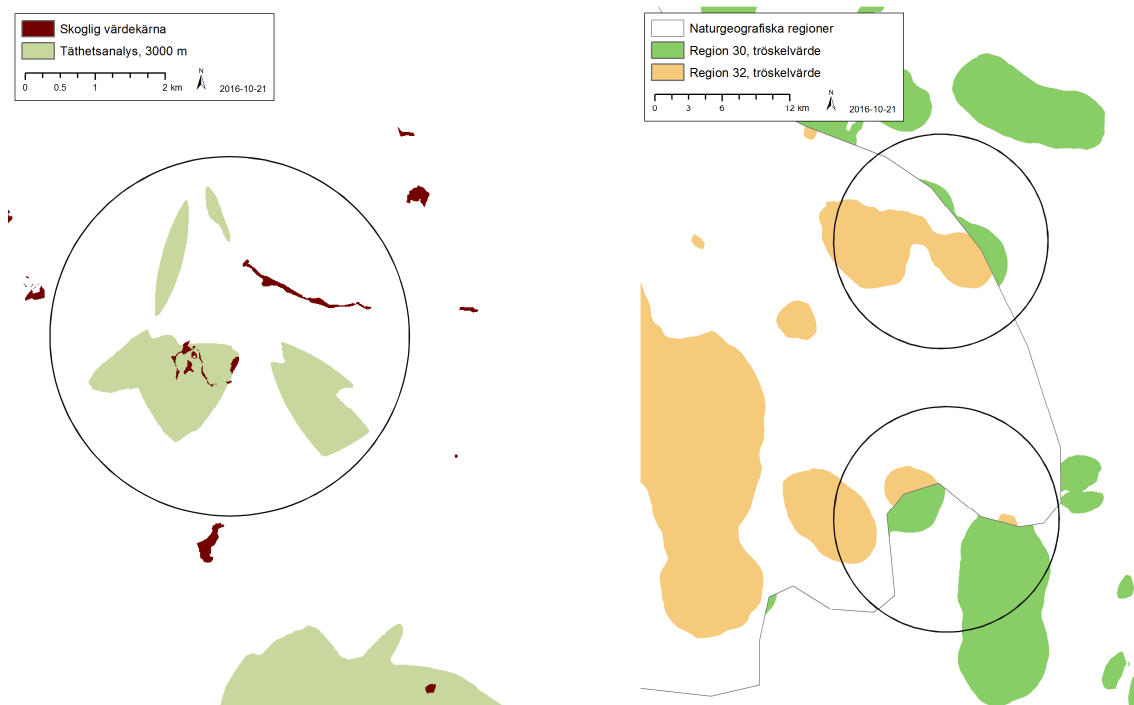 Skoglig värdekärna
Täthetsanalys, 3000 m
N
0 0.5 1 2 km
2016-10-21
Naturgeografiska regioner
Region 30, tröskelvärde
Region 32, tröskelvärde
N
0 3 6 12 km
2016-10-21